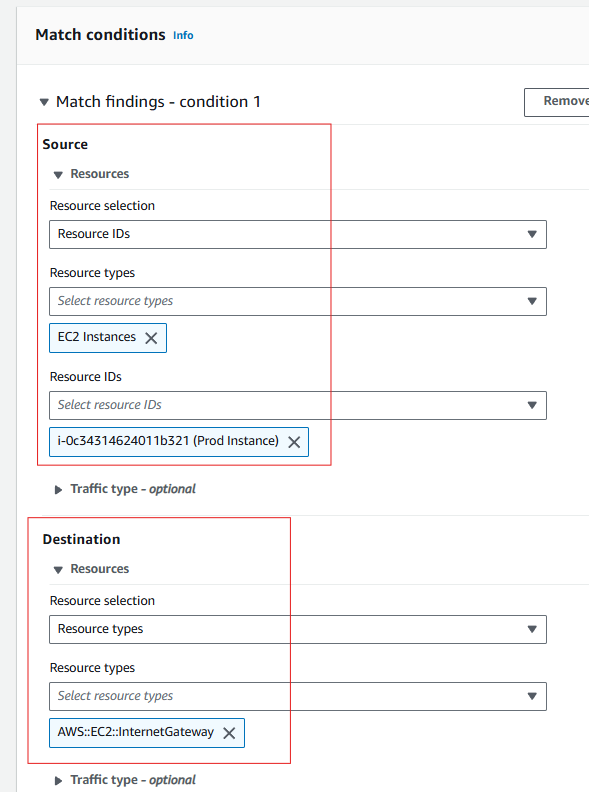 Match conditions Info
Match findings - condition 1
Remove
Source
Resources
Resource selection
Resource IDs
Resource types
Select resource types
EC2 Instances
Resource IDs
Select resource IDs
i-0c34314624011b321 (Prod Instance)
Traffic type - optional
Destination
Resources
Resource selection
Resource types
Resource types
Select resource types
AWS::EC2::InternetGateway
Traffic type - optional